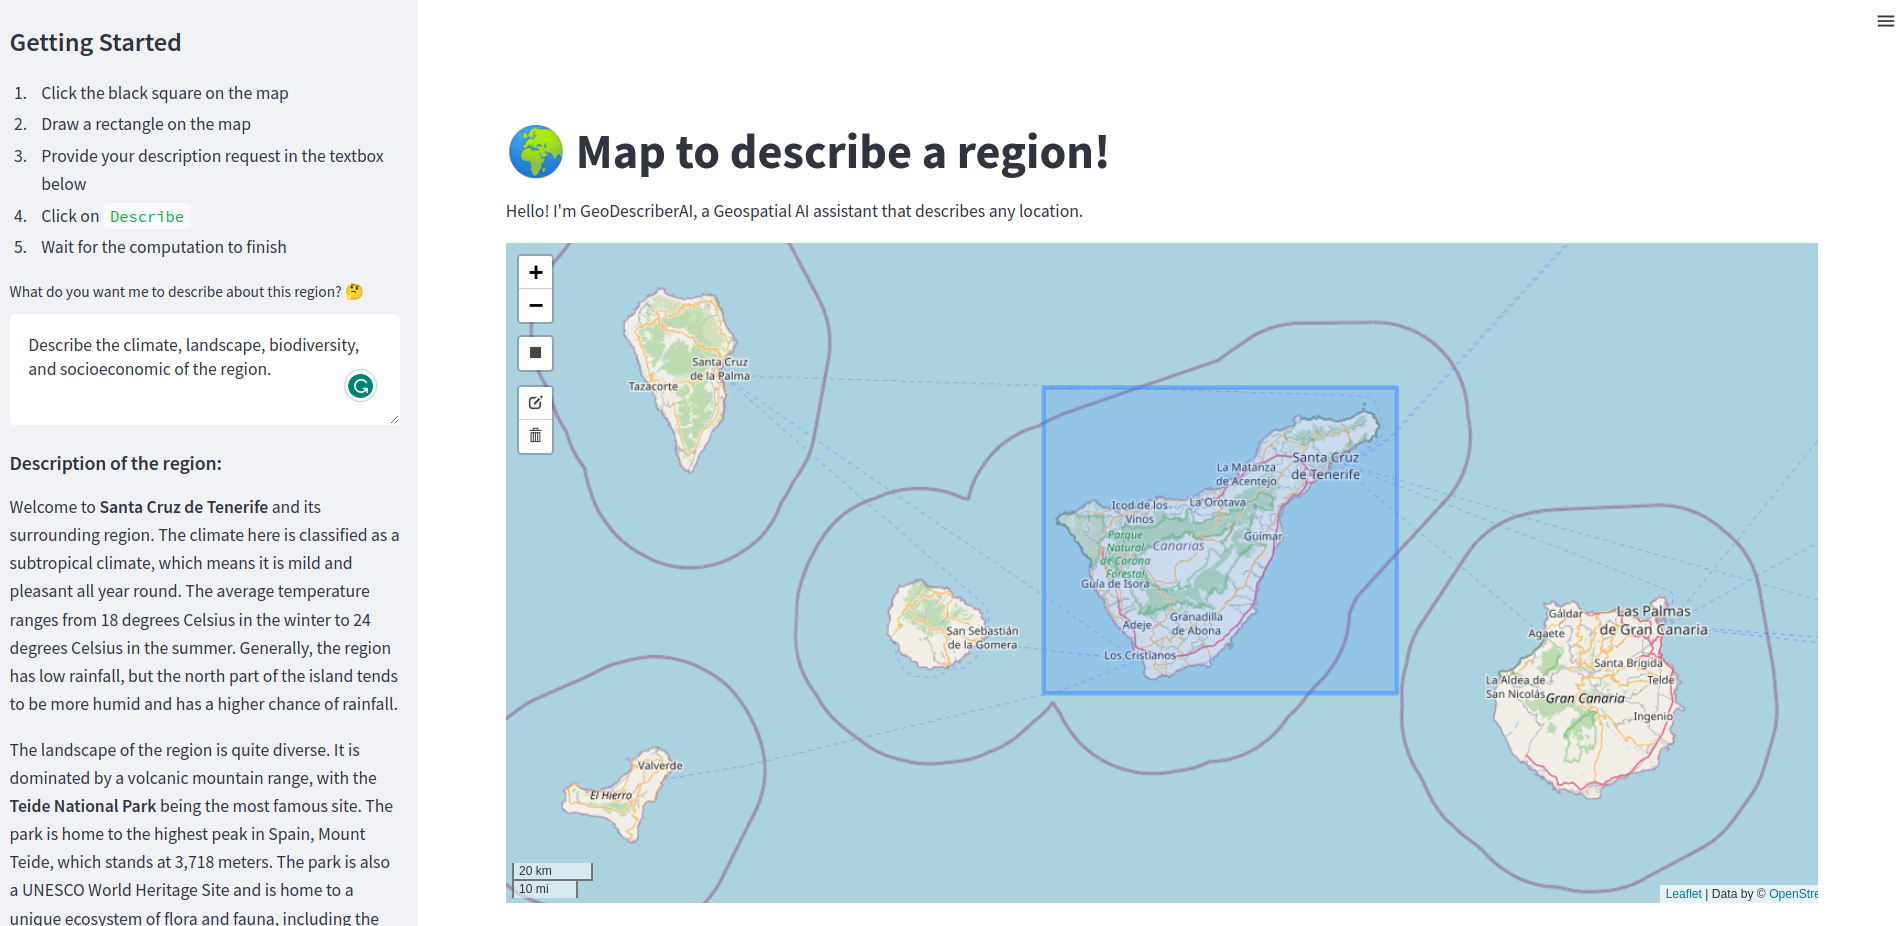 Getting Started
1. Click the black square on the map
2. Draw a rectangle on the map
3. Provide your description request in the textbox
below
4. Click on Describe
5. Wait for the computation to finish
What do you want me to describe about this region? 🤔
Describe the climate, landscape, biodiversity,
and socioeconomic of the region.
Description of the region:
Welcome to Santa Cruz de Tenerife and its
surrounding region. The climate here is classified as a
subtropical climate, which means it is mild and
pleasant all year round. The average temperature
ranges from 18 degrees Celsius in the winter to 24
degrees Celsius in the summer. Generally, the region
has low rainfall, but the north part of the island tends
to be more humid and has a higher chance of rainfall.
The landscape of the region is quite diverse. It is
dominated by a volcanic mountain range, with the
Teide National Park being the most famous site. The
park is home to the highest peak in Spain, Mount
Teide, which stands at 3,718 meters. The park is also
a UNESCO World Heritage Site and is home to a
unique ecosystem of flora and fauna, including the
🌍 Map to describe a region!
Hello! I'm GeoDescriberAI, a Geospatial AI assistant that describes any location.
+
−
Santa Cruz
de la Palma
Tazacorte
Santa Cruz
de Tenerife
La Matanza
de Acentejo
Icod de los
Vinos
La Orotava
Parque
Natural
de Corona
Forestal
Canarias
Güímar
Guía de Isora
Granadilla
de Abona
Adeje
Los Cristianos
San Sebastián
de la Gomera
Valverde
El Hierro
Gáldar
Las Palmas
de Gran Canaria
Agaete
Santa Brígida
Telde
La Aldea de
San Nicolás
Gran Canaria
Ingenio
20 km
10 mi
Leaflet | Data by © OpenStre